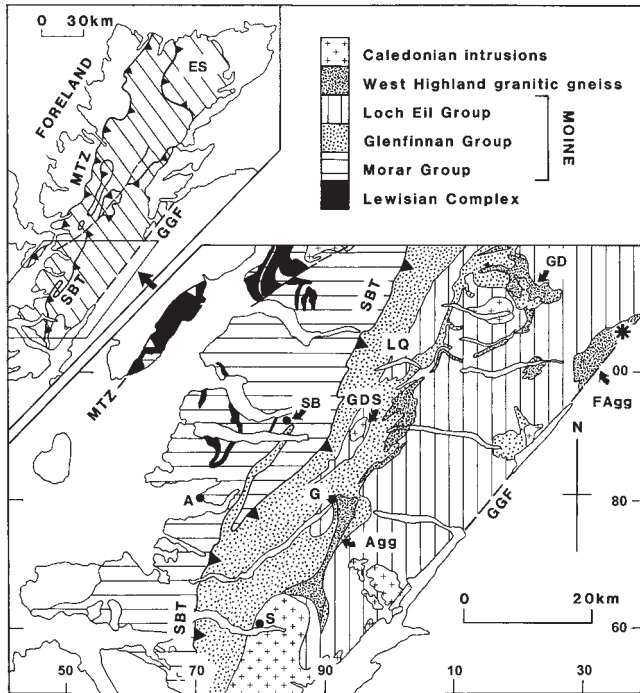 0 30km
ES
FORELAND
MTZ
GGF
SBT
Caledonian intrusions
West Highland granitic gneiss
Loch Eil Group
Glenfinnan Group
Morar Group
Lewisian Complex
MOINE
GD
SBT
LQ
MTZ
SB
GDS
00
FAgg
N
A
G
80
GGF
Agg
0 20km
SBT
S
60
40 50 70 90 10 30